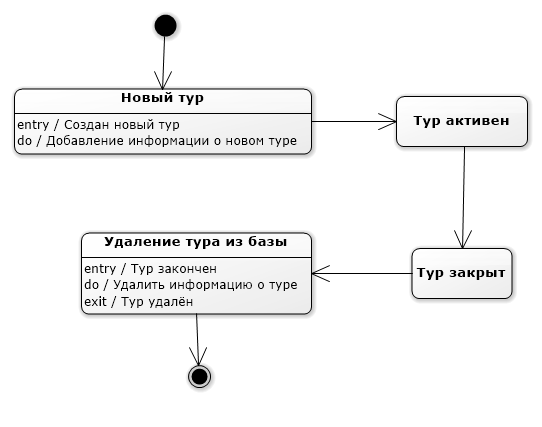 Новый тур
entry / Создан новый тур
do / Добавление информации о новом туре
Тур активен
Тур закрыт
Удаление тура из базы
entry / Тур закончен
do / Удалить информацию о туре
exit / Тур удалён